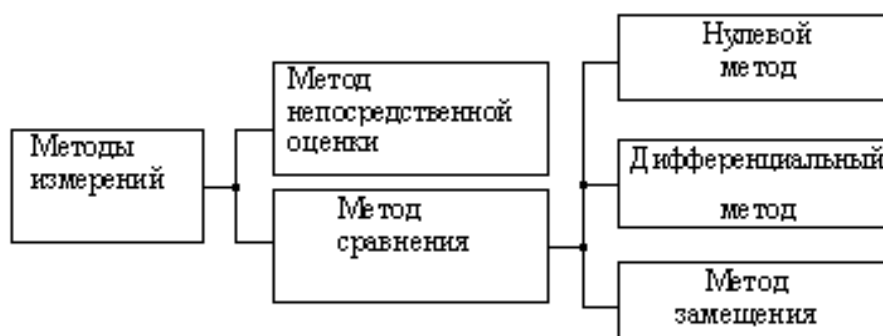 Методы
измерений
Метод
непосредственной
оценки
Метод
сравнения
Нулевой
метод
Дифференциальный
метод
Метод
замещения